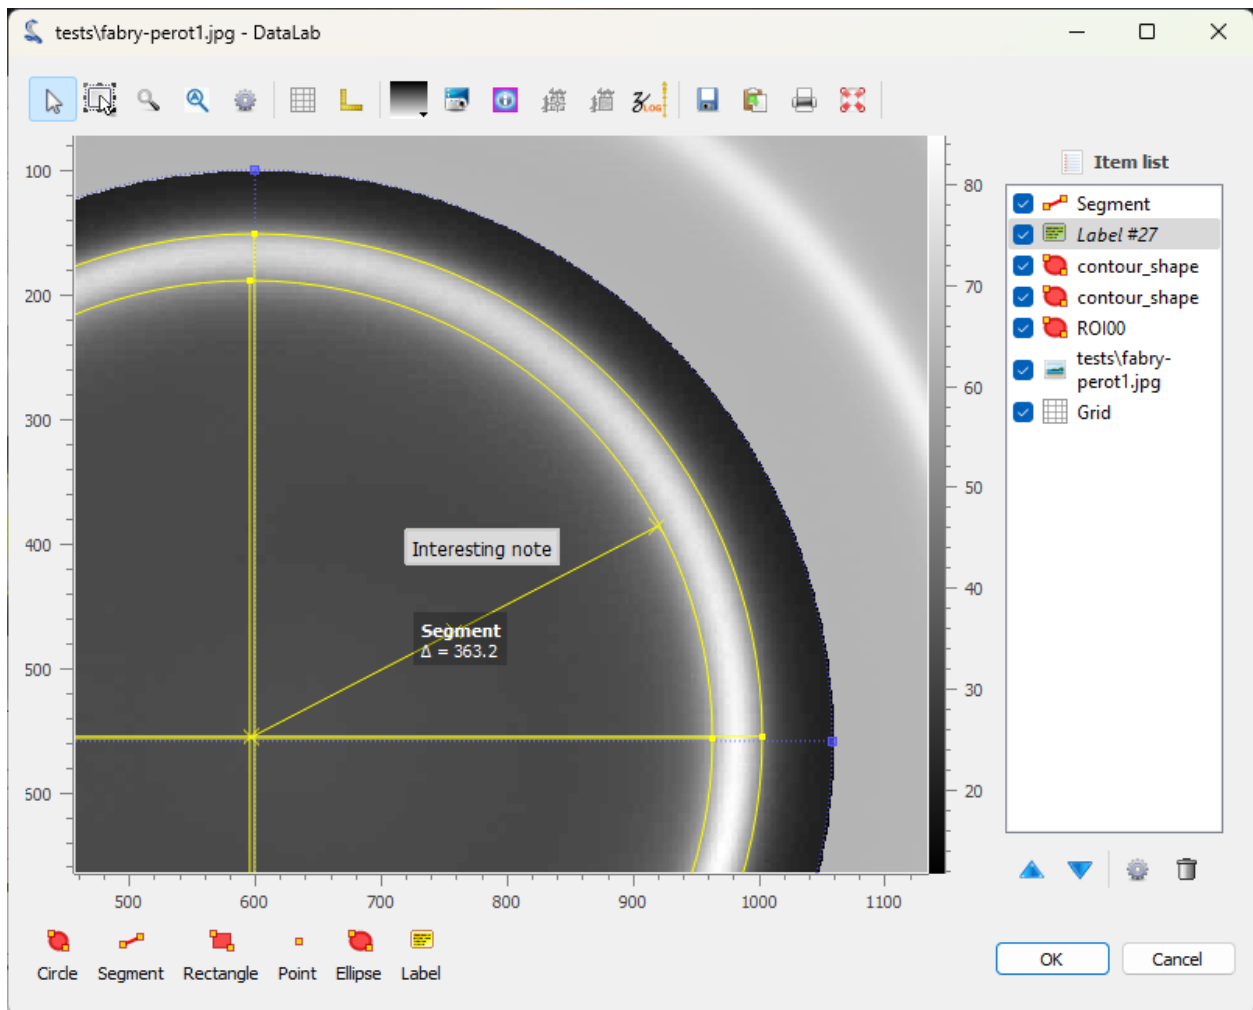 tests\fabry-perot1.jpg - DataLab
LOG
Item list
Segment
Label #27
contour_shape
contour_shape
ROI00
tests\fabry-
perot1.jpg
Grid
100
200
300
400
500
600
80
70
60
50
40
30
20
Interesting note
Segment
Δ = 363.2
500
600
700
800
900
1000
1100
Circle
Segment
Rectangle
Point
Ellipse
Label
OK
Cancel